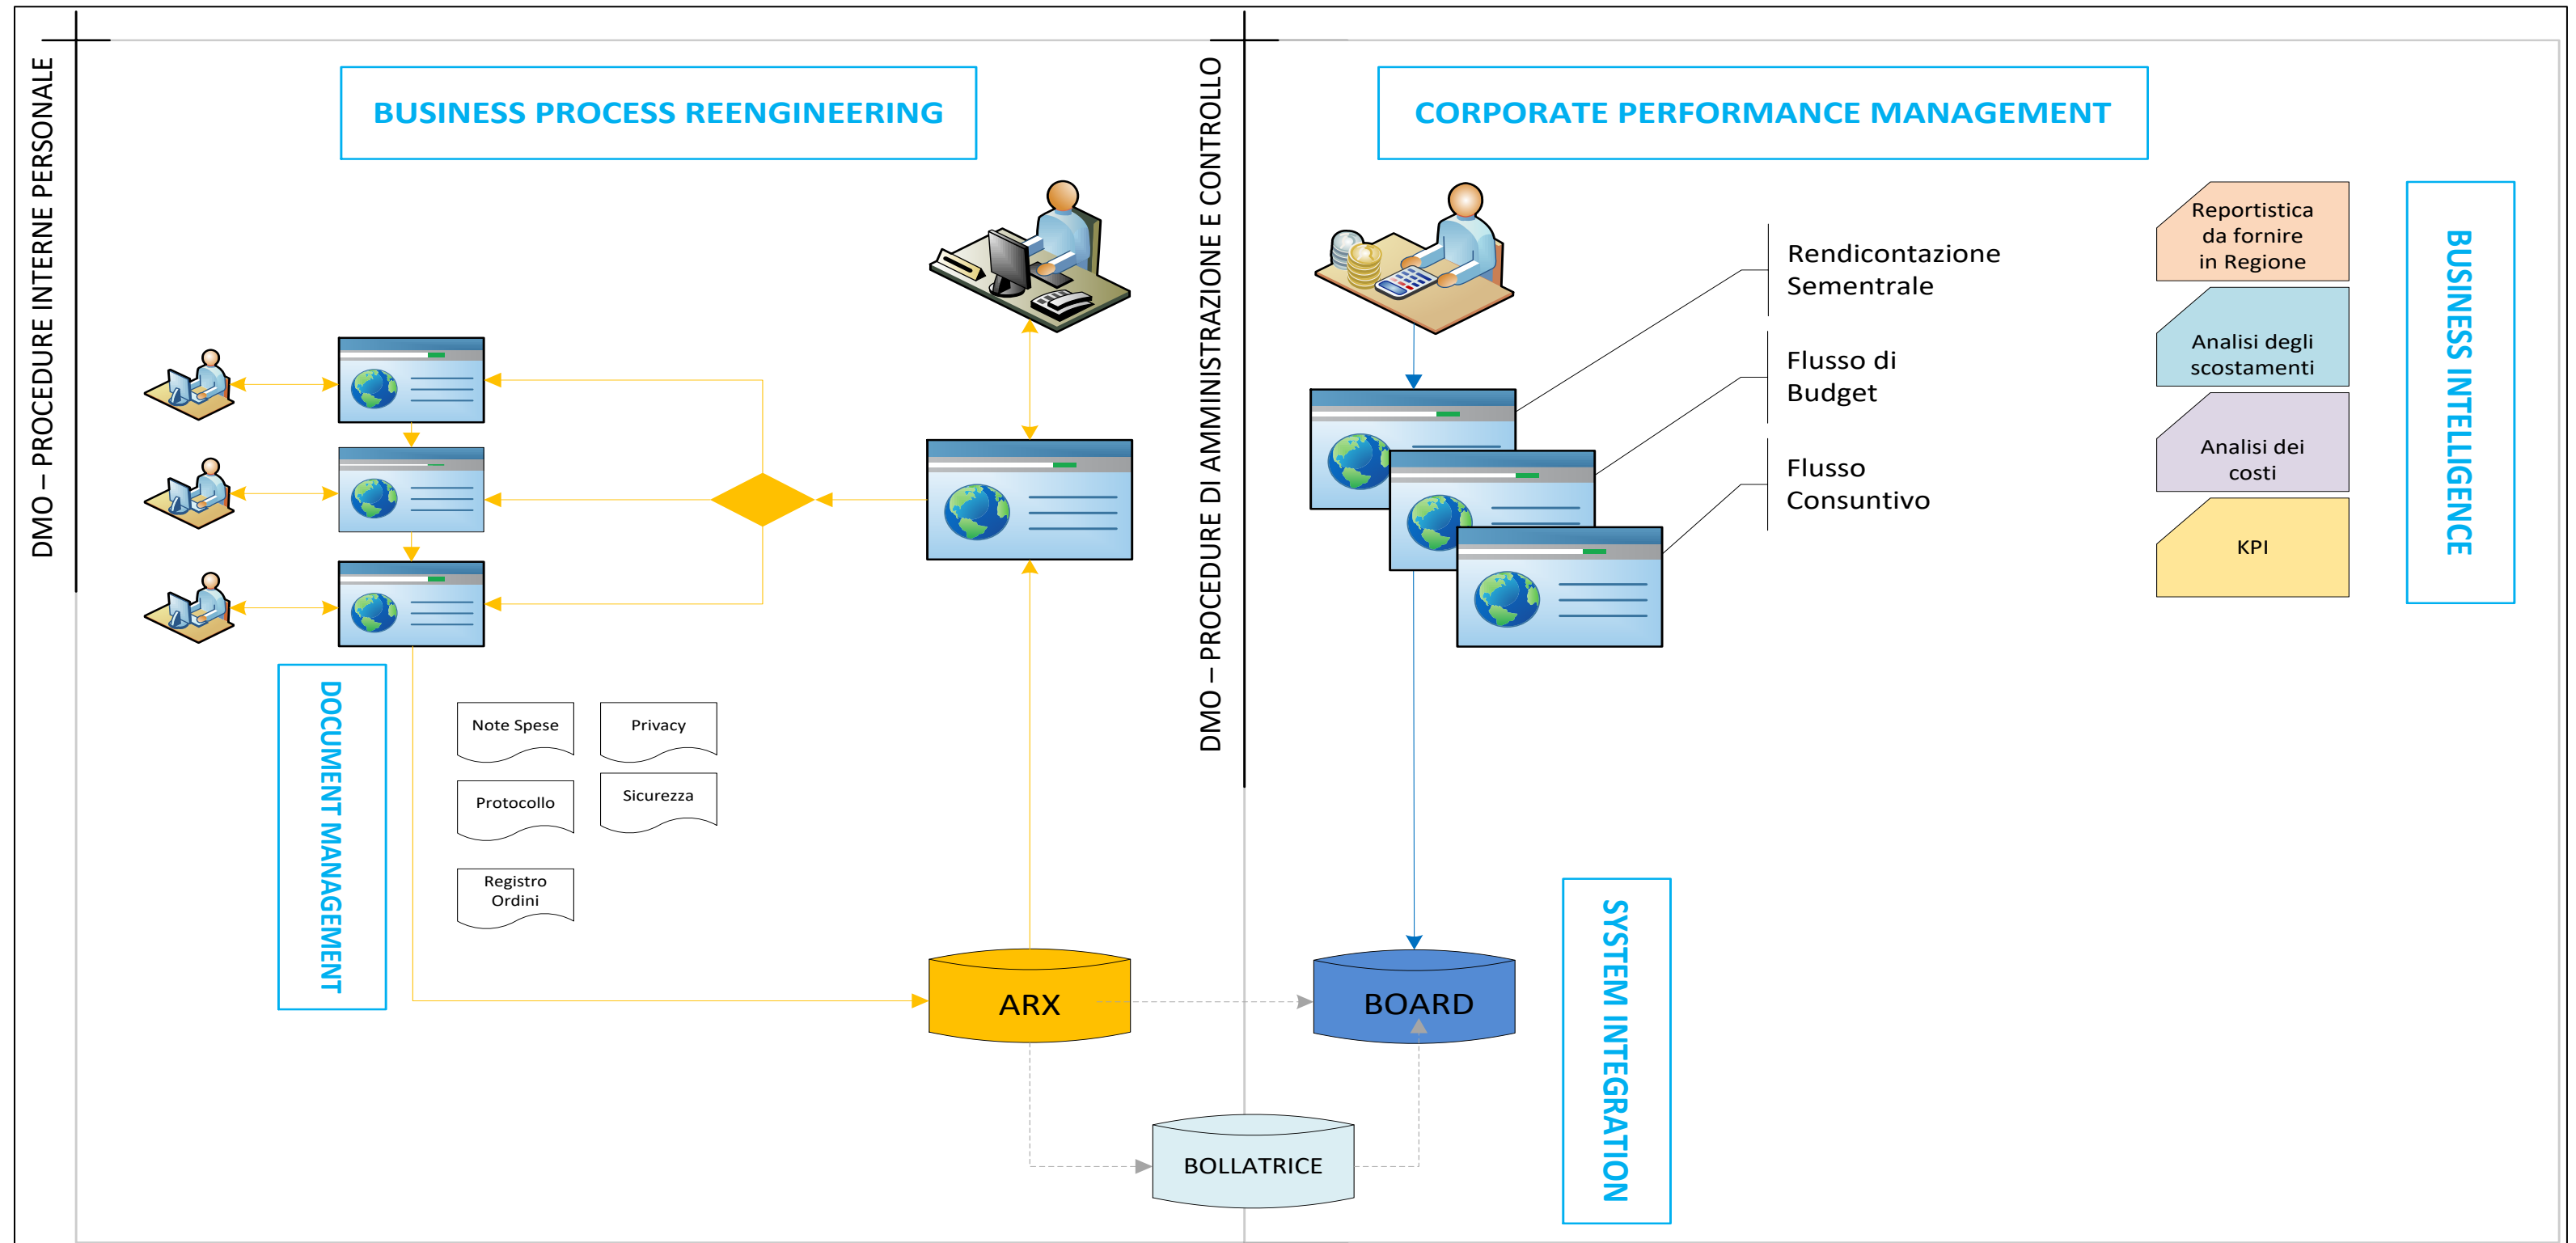 DMO – PROCEDURE INTERNE PERSONALE
BUSINESS PROCESS REENGINEERING
DOCUMENT MANAGEMENT
Note Spese
Privacy
Protocollo
Sicurezza
Registro
Ordini
ARX
BOLLATRICE
DMO – PROCEDURE DI AMMINISTRAZIONE E CONTROLLO
CORPORATE PERFORMANCE MANAGEMENT
Rendicontazione
Sementrale
Flusso di
Budget
Flusso
Consuntivo
BOARD
SYSTEM INTEGRATION
Reportistica
da fornire
in Regione
Analisi degli
scostamenti
Analisi dei
costi
KPI
BUSINESS INTELLIGENCE